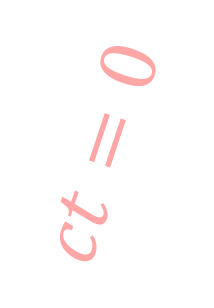 ct = 0